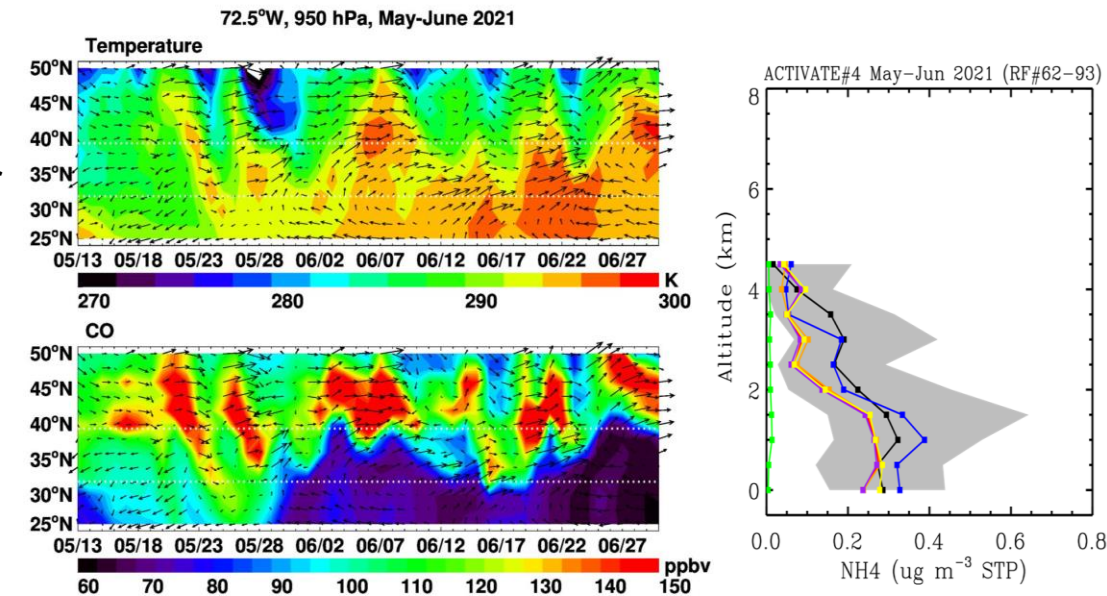 72.5°W, 950 hPa, May-June 2021
Temperature
50°N
45°N
40°N
35°N
30°N
25°N
05/13 05/18 05/23 05/28 06/02 06/07 06/12 06/17 06/22 06/27
K
270 280 290 300
CO
50°N
45°N
40°N
35°N
30°N
25°N
05/13 05/18 05/23 05/28 06/02 06/07 06/12 06/17 06/22 06/27
ppbv
60 70 80 90 100 110 120 130 140 150
ACTIVATE#4 May-Jun 2021 (RF#62-93)
8
6
4
2
0
Altitude (km)
0.0 0.2 0.4 0.6 0.8
NH4 (ug m⁻³ STP)